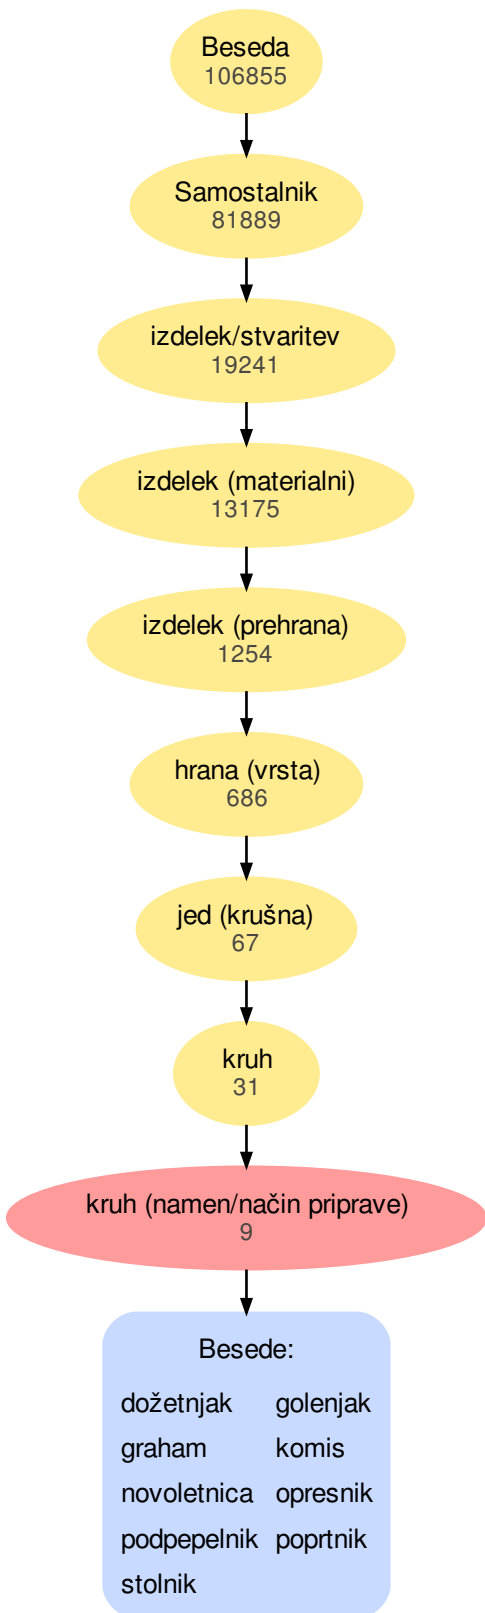 Beseda
106855
Samostalnik
81889
izdelek/stvaritev
19241
izdelek (materialni)
13175
izdelek (prehrana)
1254
hrana (vrsta)
686
jed (krušna)
67
kruh
31
kruh (namen/način priprave)
9
Besede:
dožetnjak golenjak
graham komis
novoletnica opresnik
podpepelnik poprtnik
stolnik